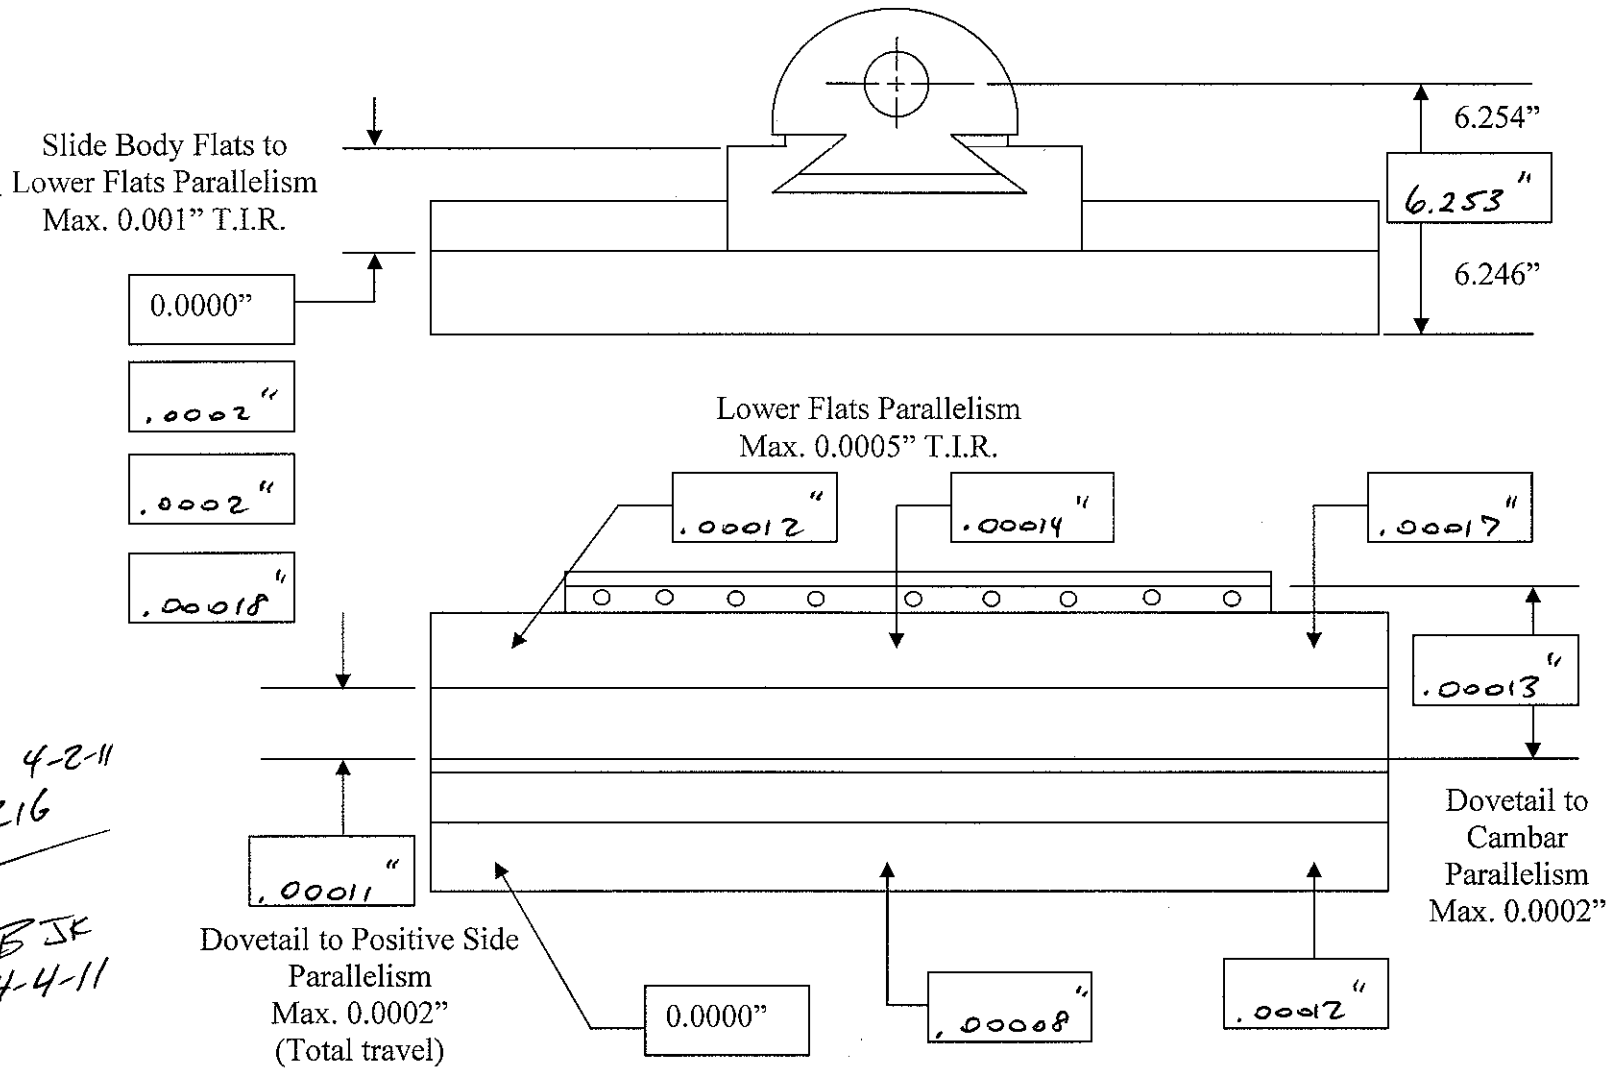 6.254”
Slide Body Flats to
Lower Flats Parallelism
Max. 0.001” T.I.R.
6.253"
6.246”
0.0000”
.0002"
.0002"
.00018"
Lower Flats Parallelism
Max. 0.0005” T.I.R.
.00012"
.00014"
.00017"
.00013"
4-2-11
216
.00011"
Dovetail to
Cambar
Parallelism
Max. 0.0002”
JK
4-4-11
Dovetail to Positive Side
Parallelism
Max. 0.0002”
(Total travel)
0.0000”
.00008"
.00012"